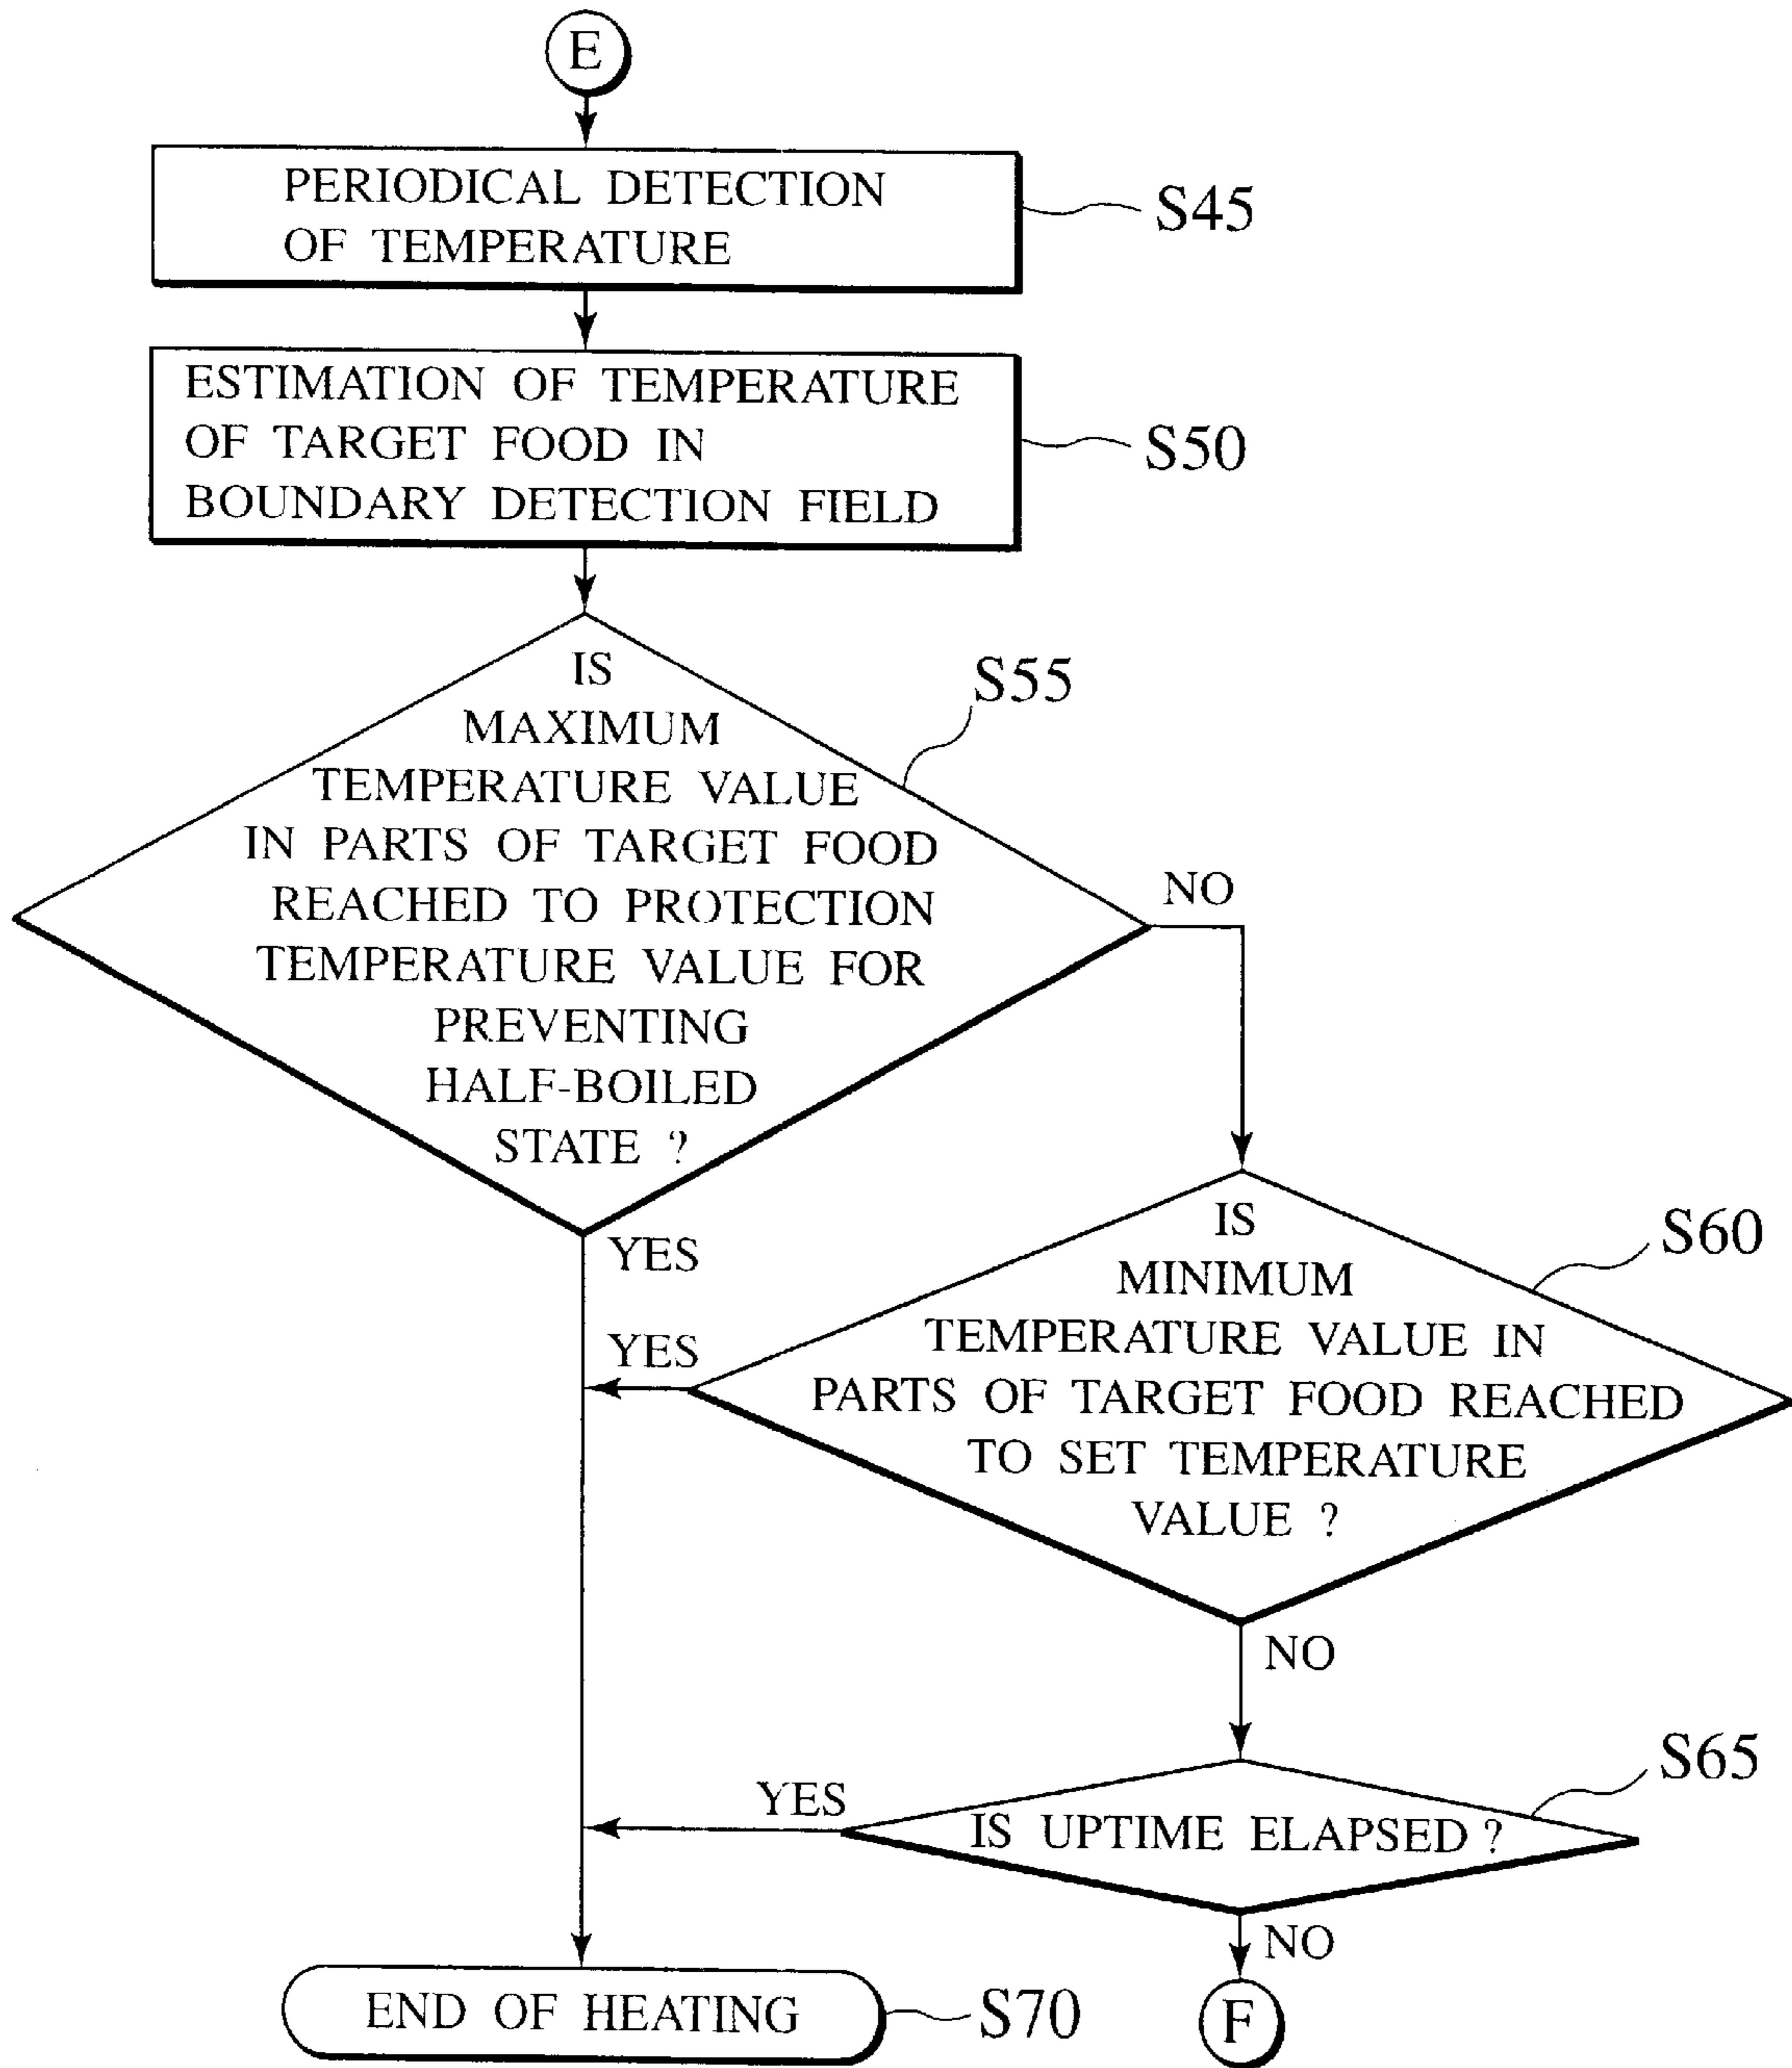 E
PERIODICAL DETECTION
OF TEMPERATURE
S45
ESTIMATION OF TEMPERATURE
OF TARGET FOOD IN
BOUNDARY DETECTION FIELD
S50
IS
MAXIMUM
TEMPERATURE VALUE
IN PARTS OF TARGET FOOD
REACHED TO PROTECTION
TEMPERATURE VALUE FOR
PREVENTING
HALF-BOILED
STATE ?
S55
NO
YES
IS
MINIMUM
TEMPERATURE VALUE IN
PARTS OF TARGET FOOD REACHED
TO SET TEMPERATURE
VALUE ?
S60
YES
NO
IS UPTIME ELAPSED ?
S65
YES
NO
END OF HEATING
S70
F